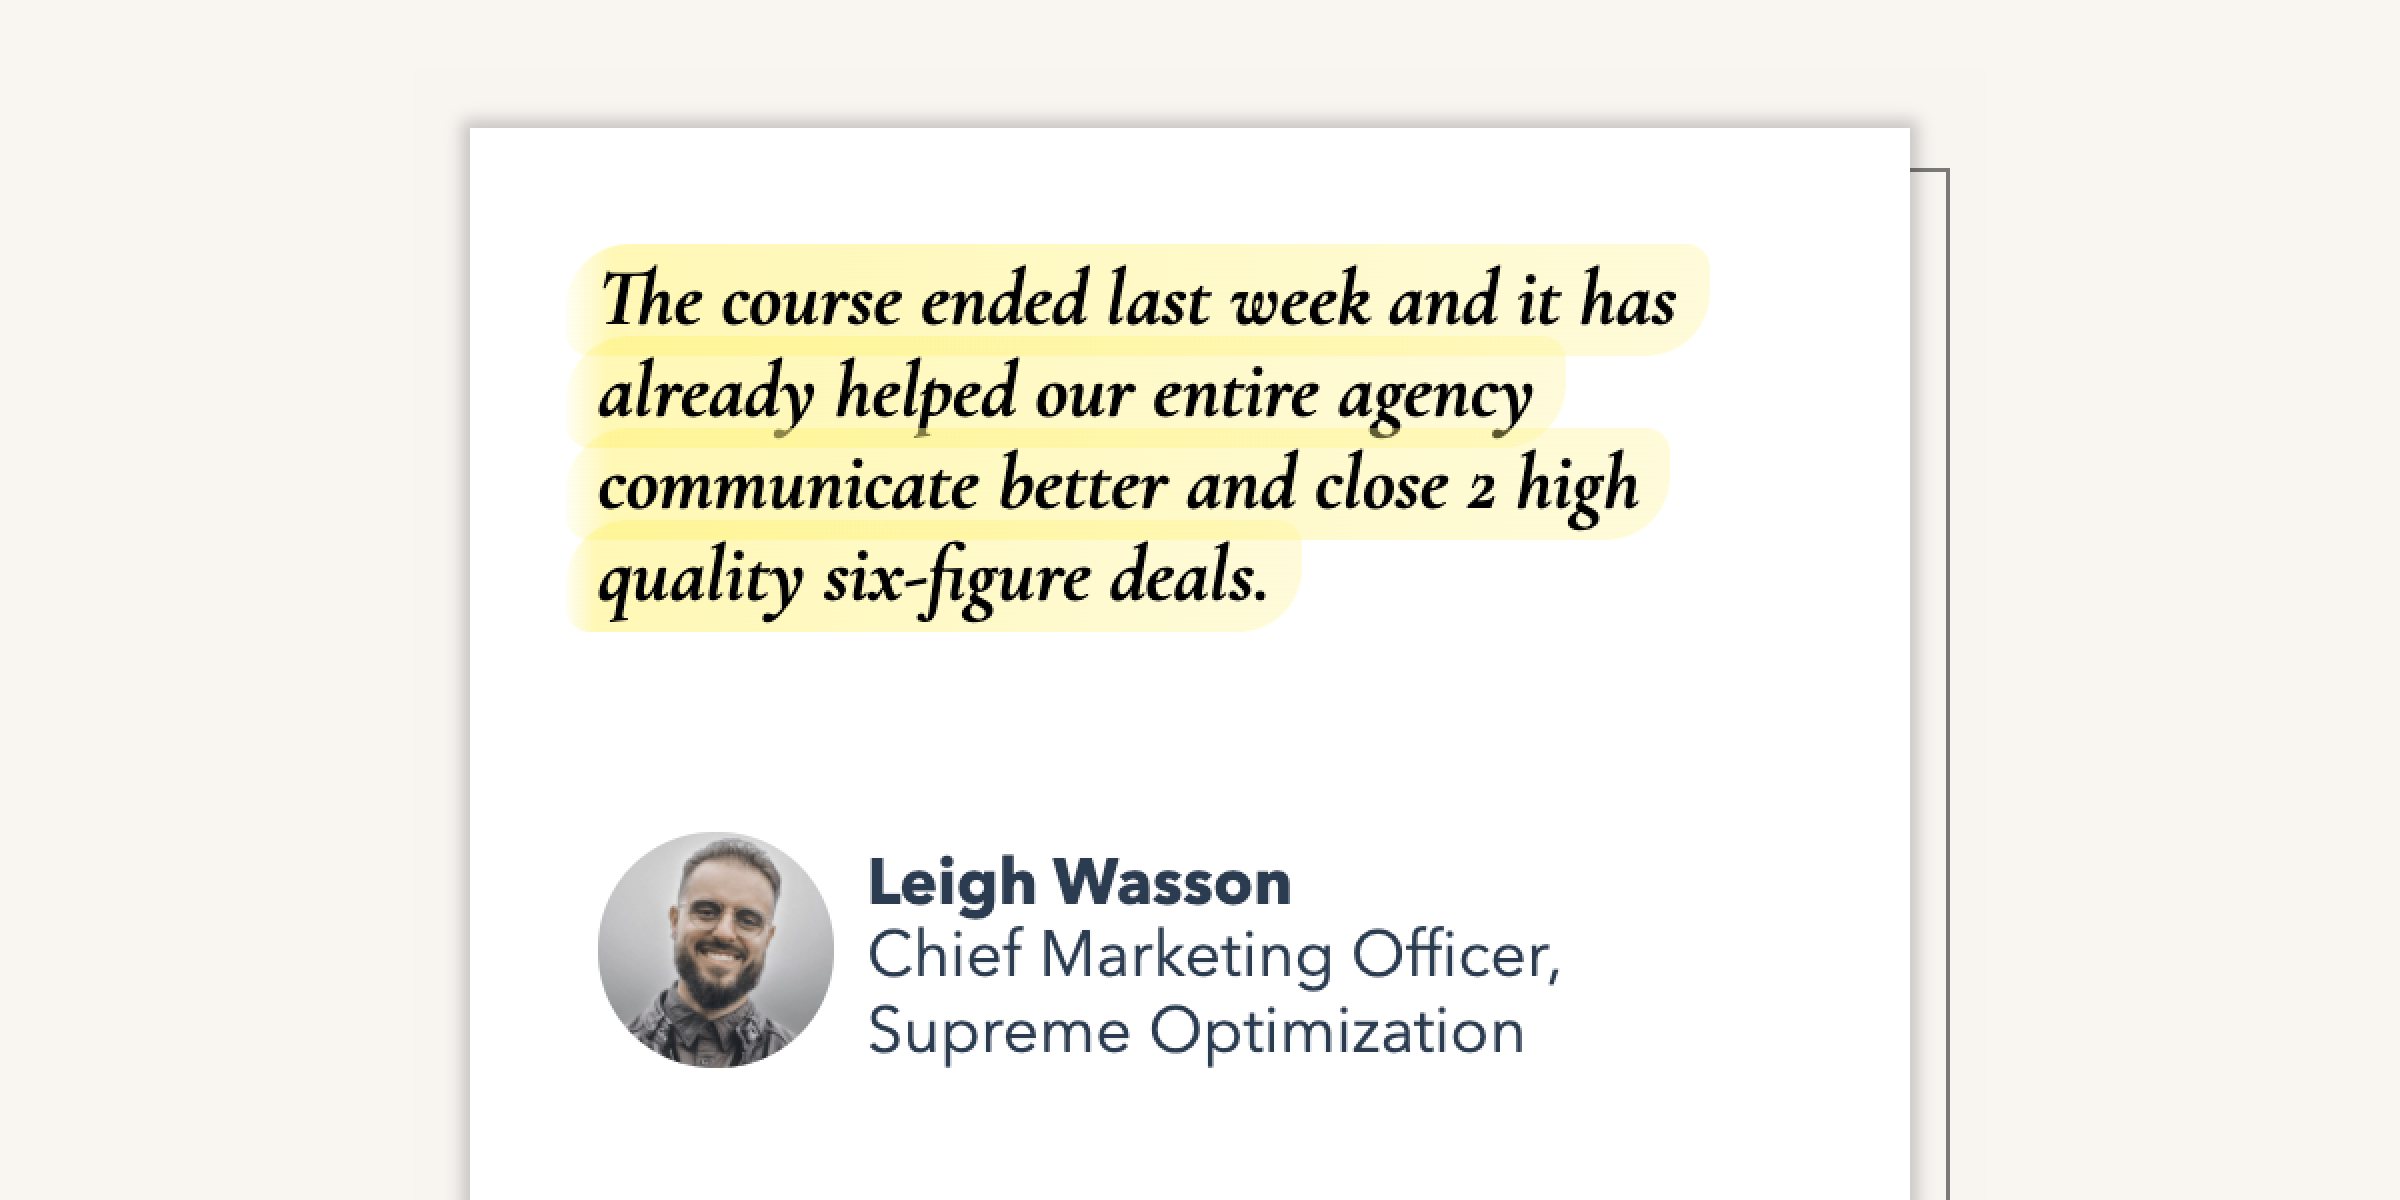 The course ended last week and it has
already helped our entire agency
communicate better and close 2 high
quality six-figure deals.
Leigh Wasson
Chief Marketing Officer,
Supreme Optimization